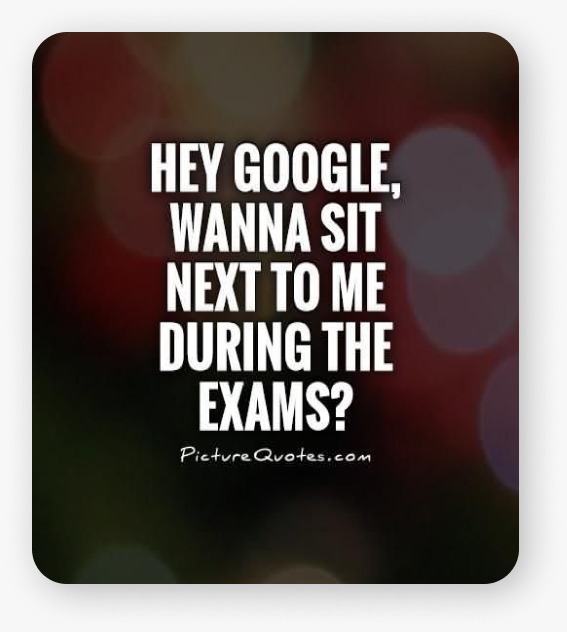 HEY GOOGLE,
WANNA SIT
NEXT TO ME
DURING THE
EXAMS?
PictureQuotes.com